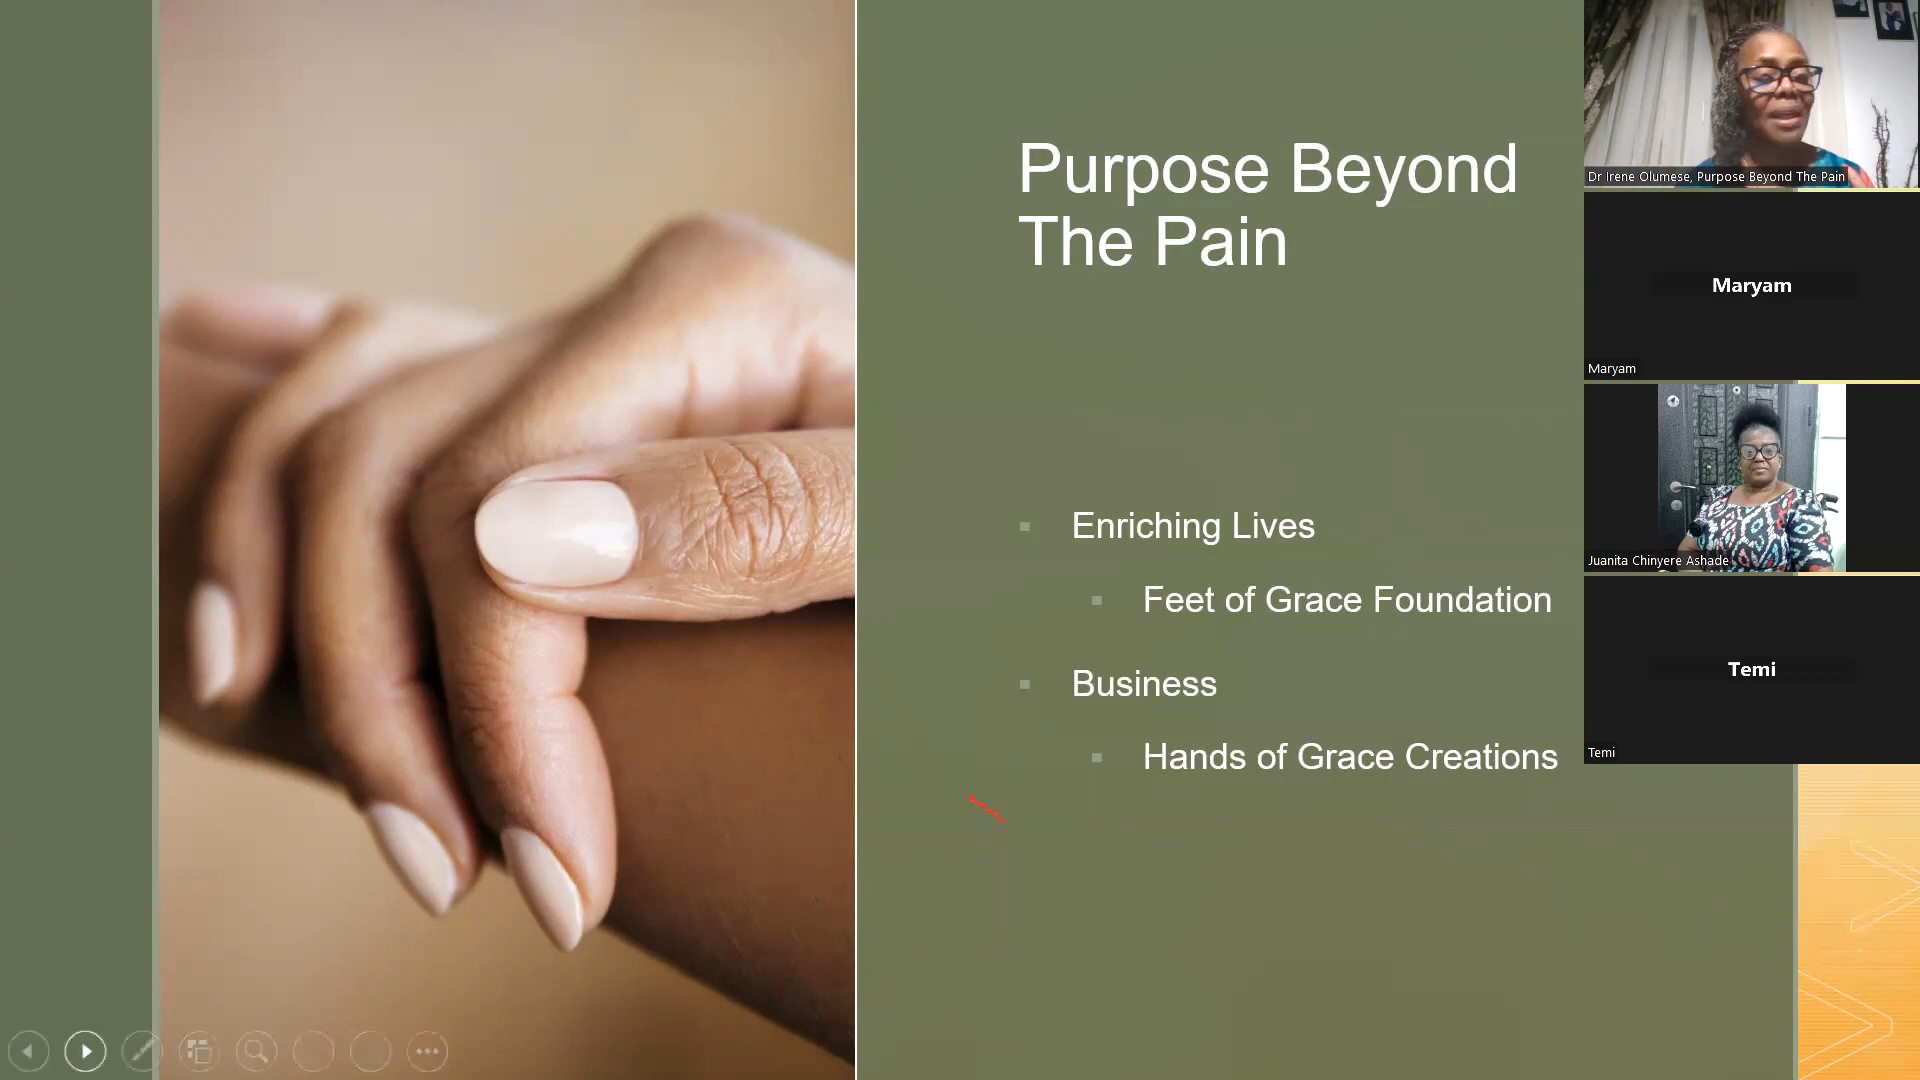 Purpose Beyond
The Pain
Enriching Lives
Feet of Grace Foundation
Business
Hands of Grace Creations
Dr Irene Olumese, Purpose Beyond The Pain
Maryam
Maryam
Juanita Chinyere Ashade
Temi
Temi